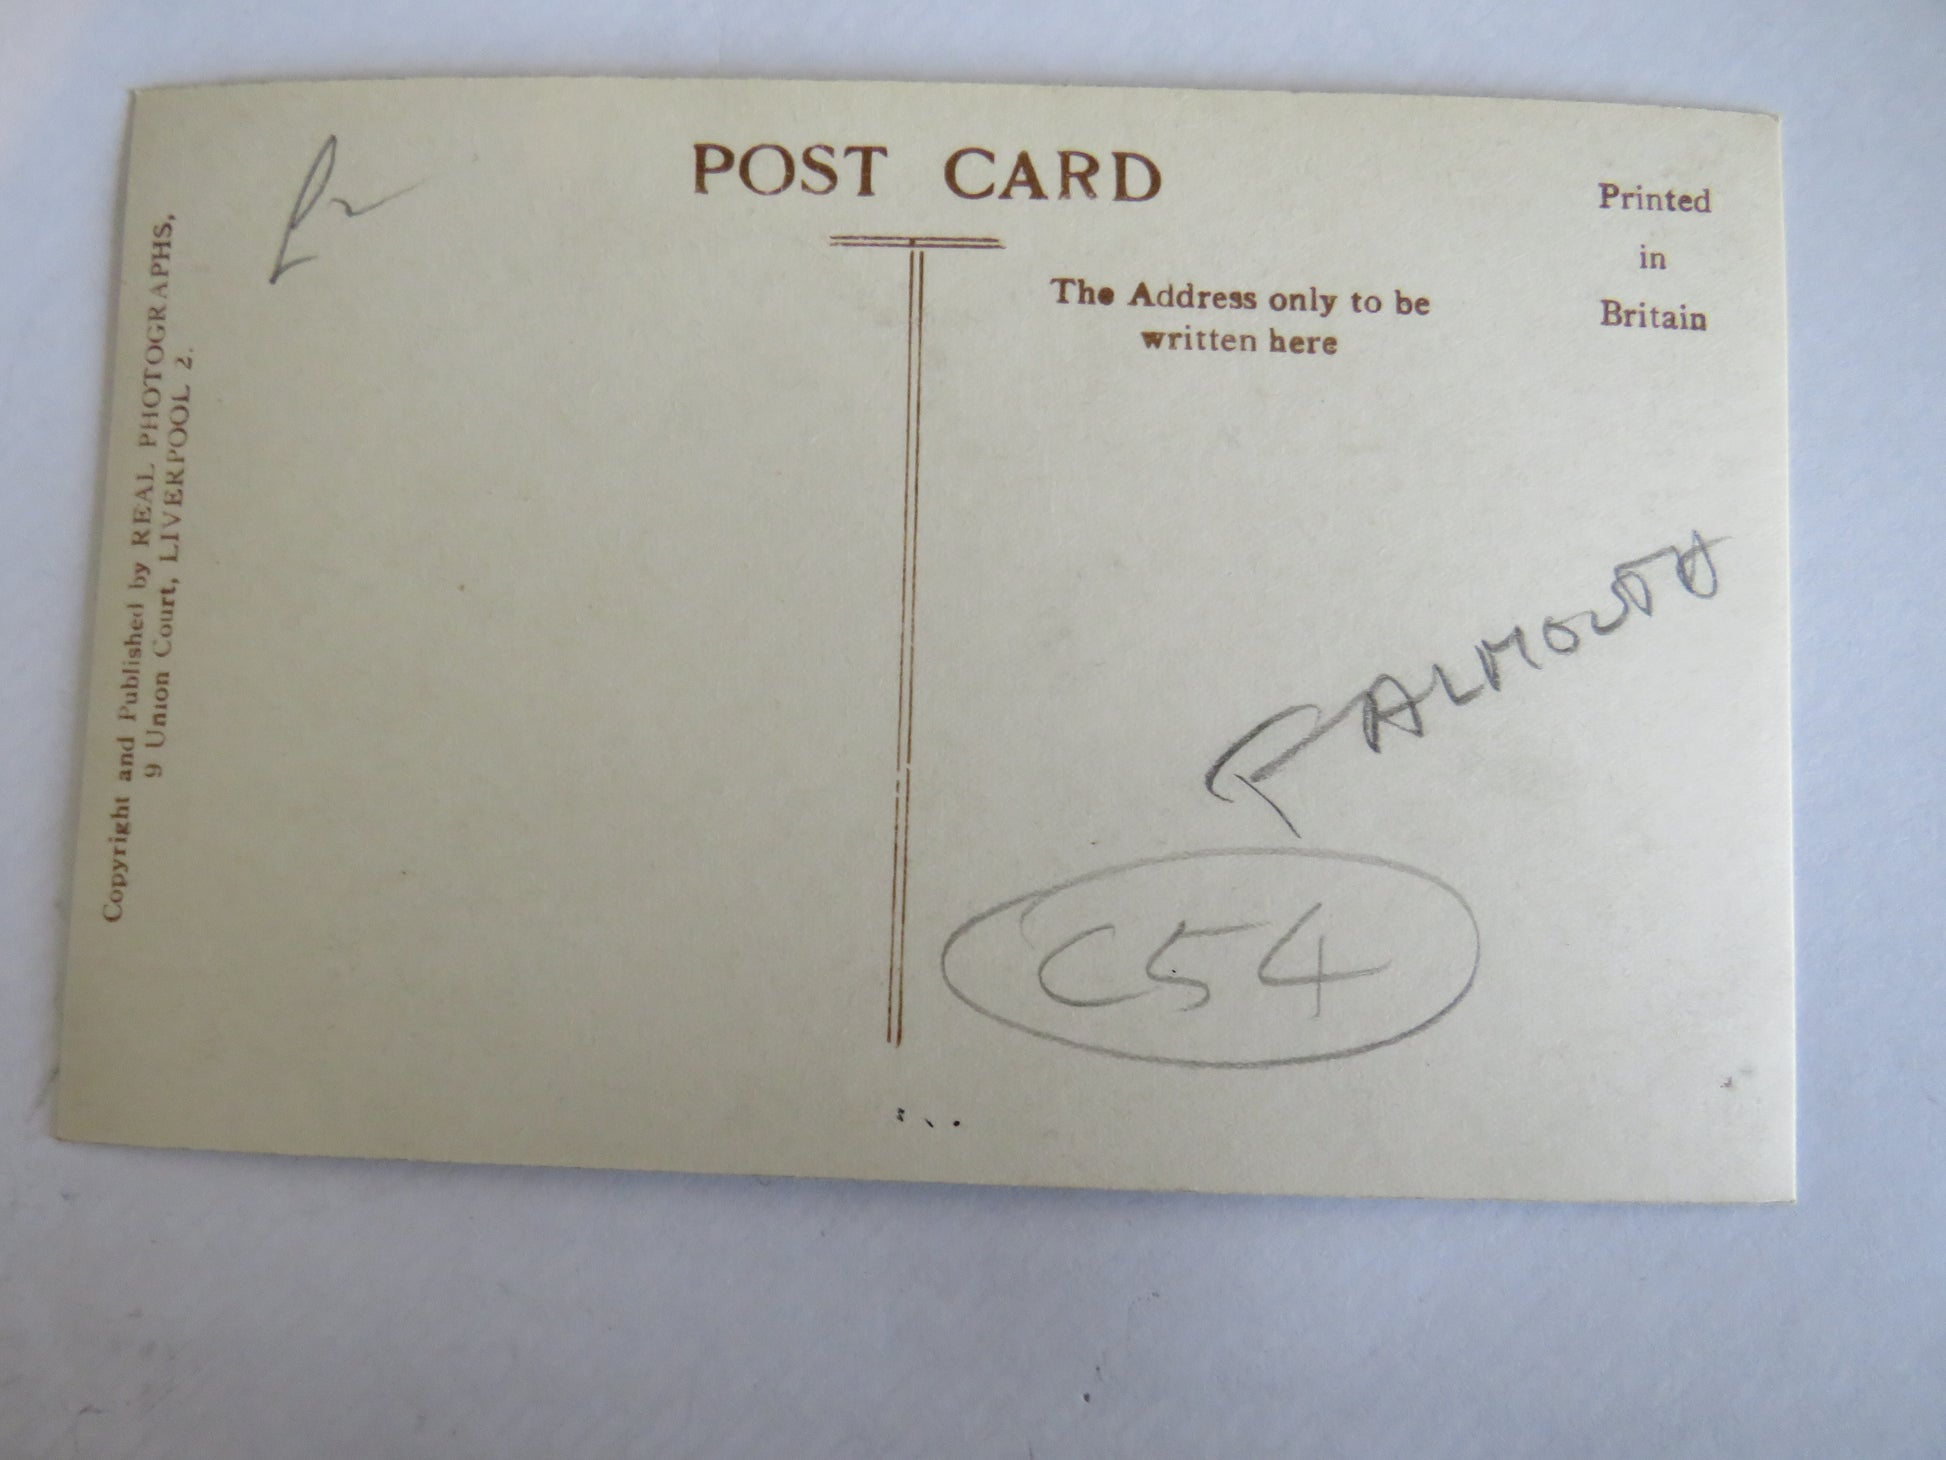 POST CARD
Printed
in
Britain
The Address only to be
written here
Copyright and Published by REAL PHOTOGRAPHS,
9 Union Court, LIVERPOOL 2.
FALMOUTH
C54